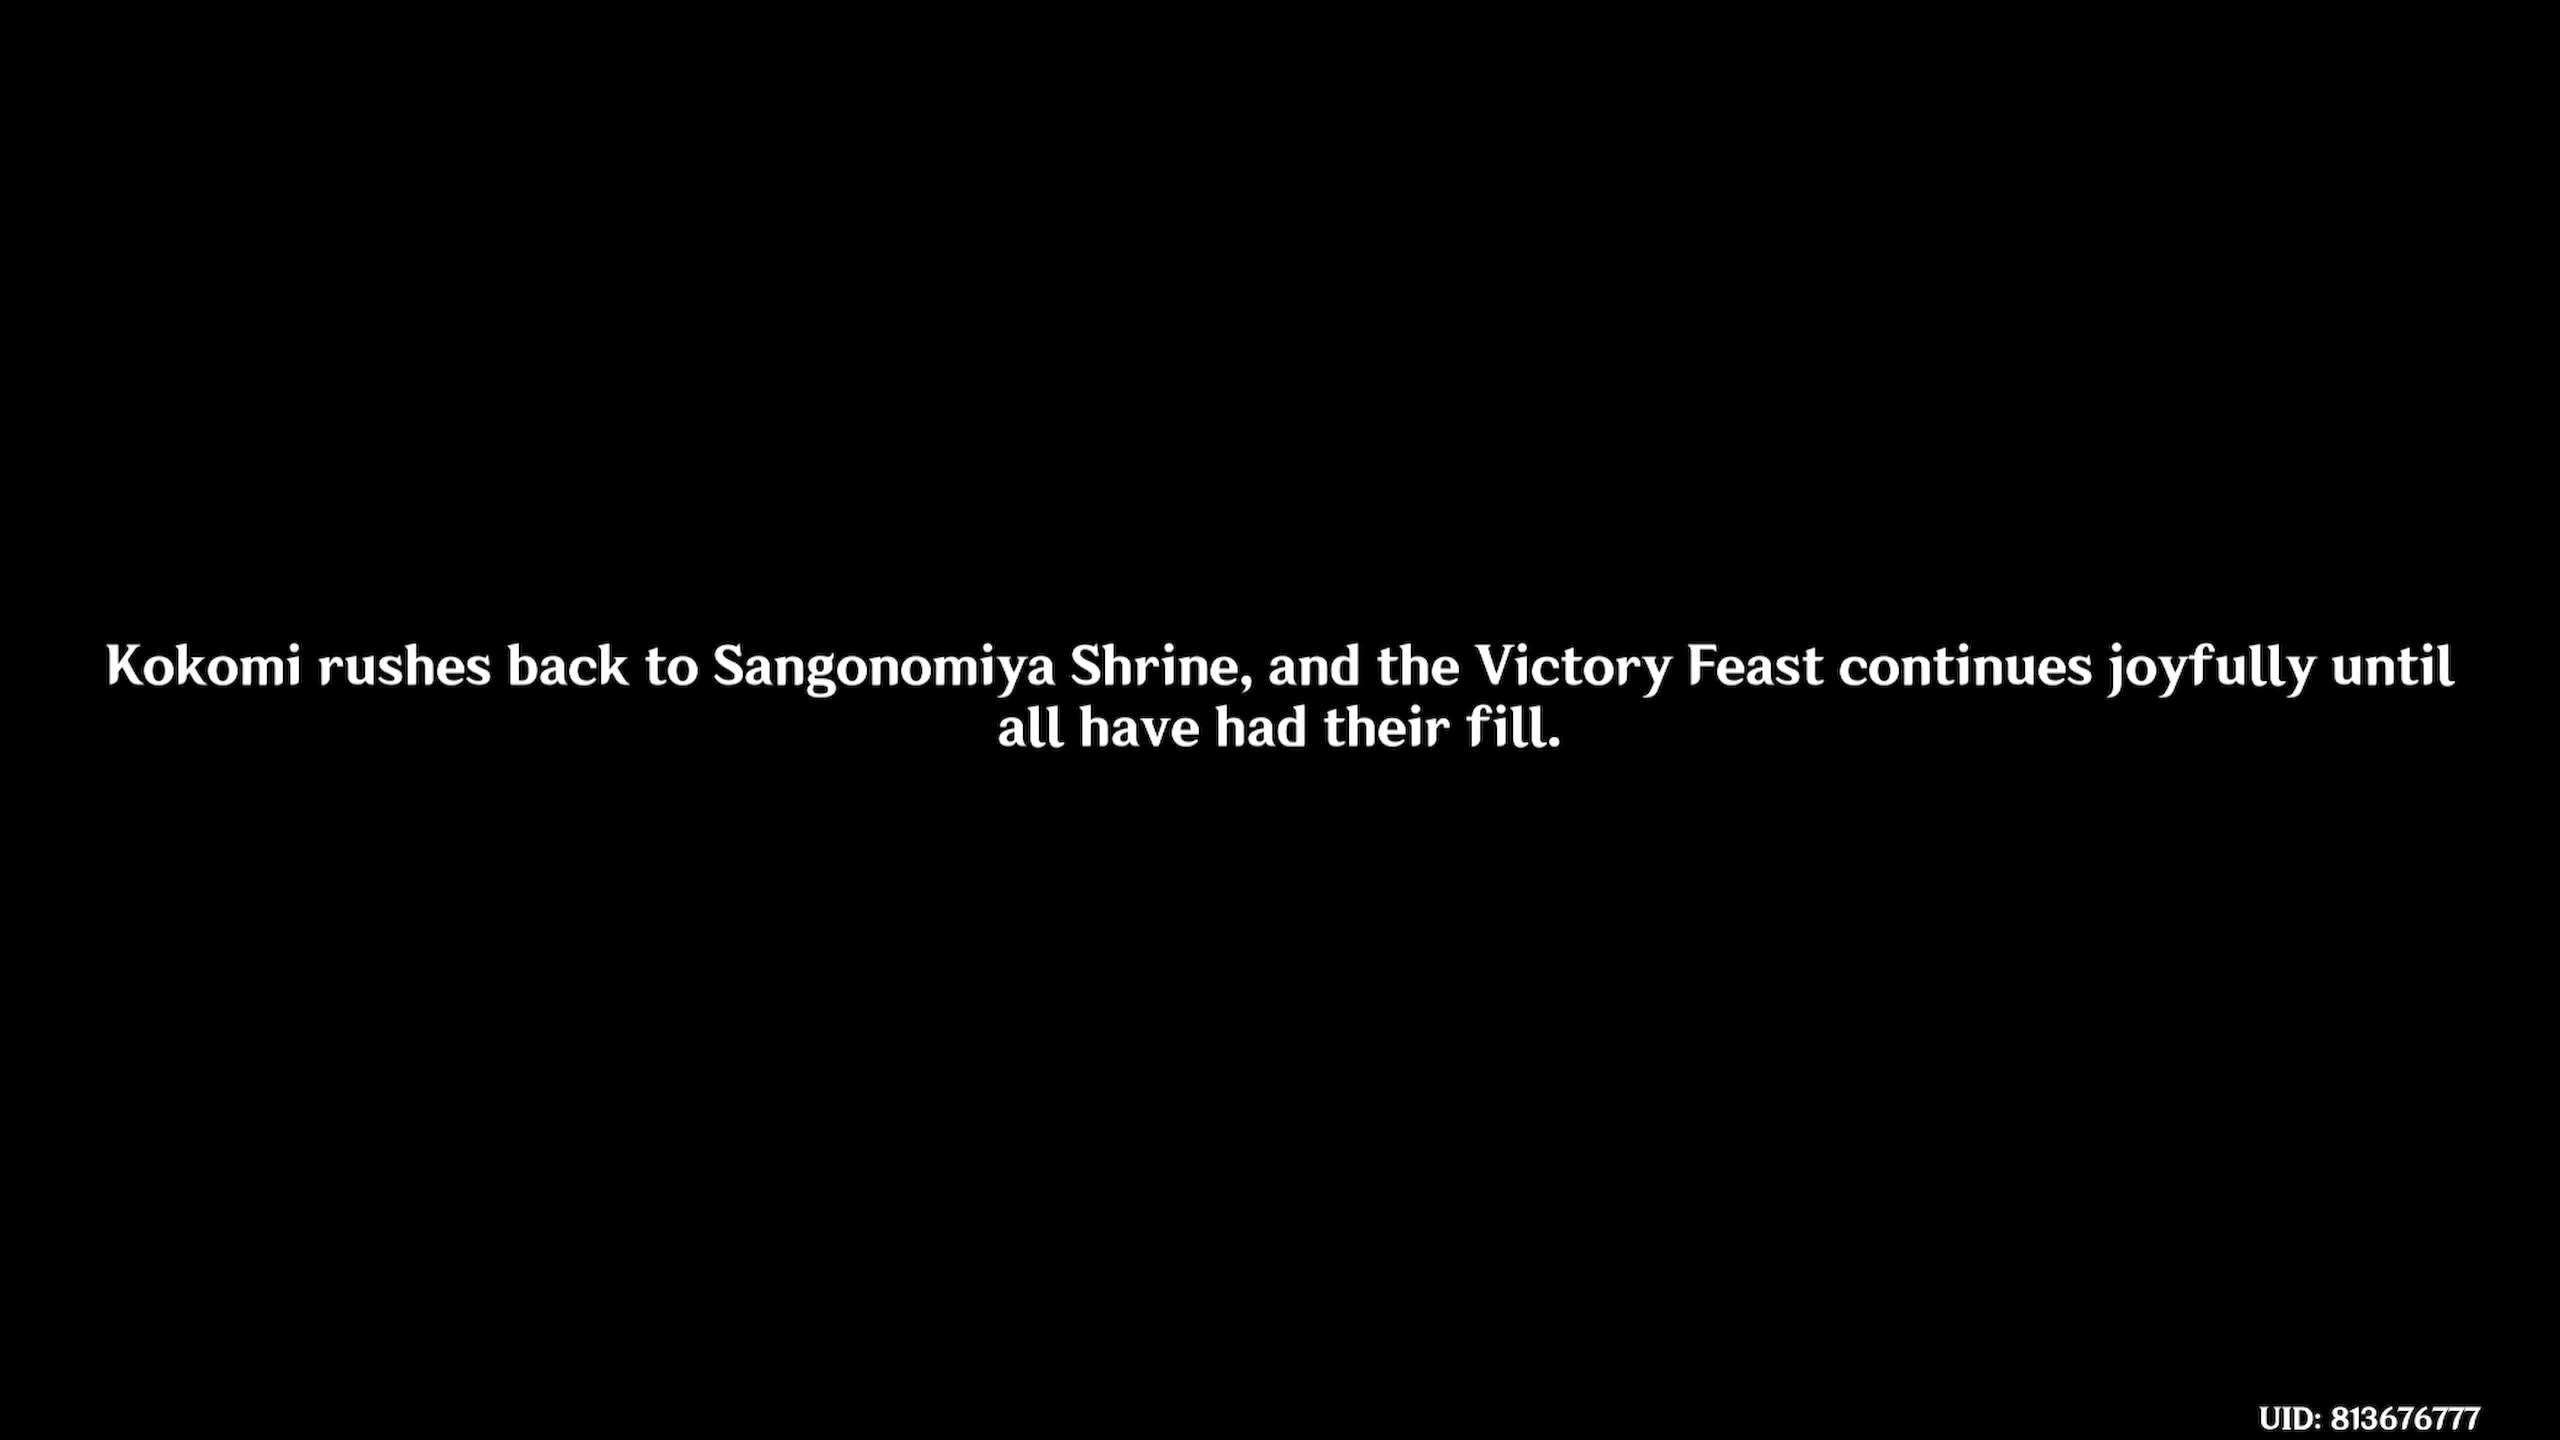 Kokomi rushes back to Sangonomiya Shrine, and the Victory Feast continues joyfully until
all have had their fill.
UID: 813676777